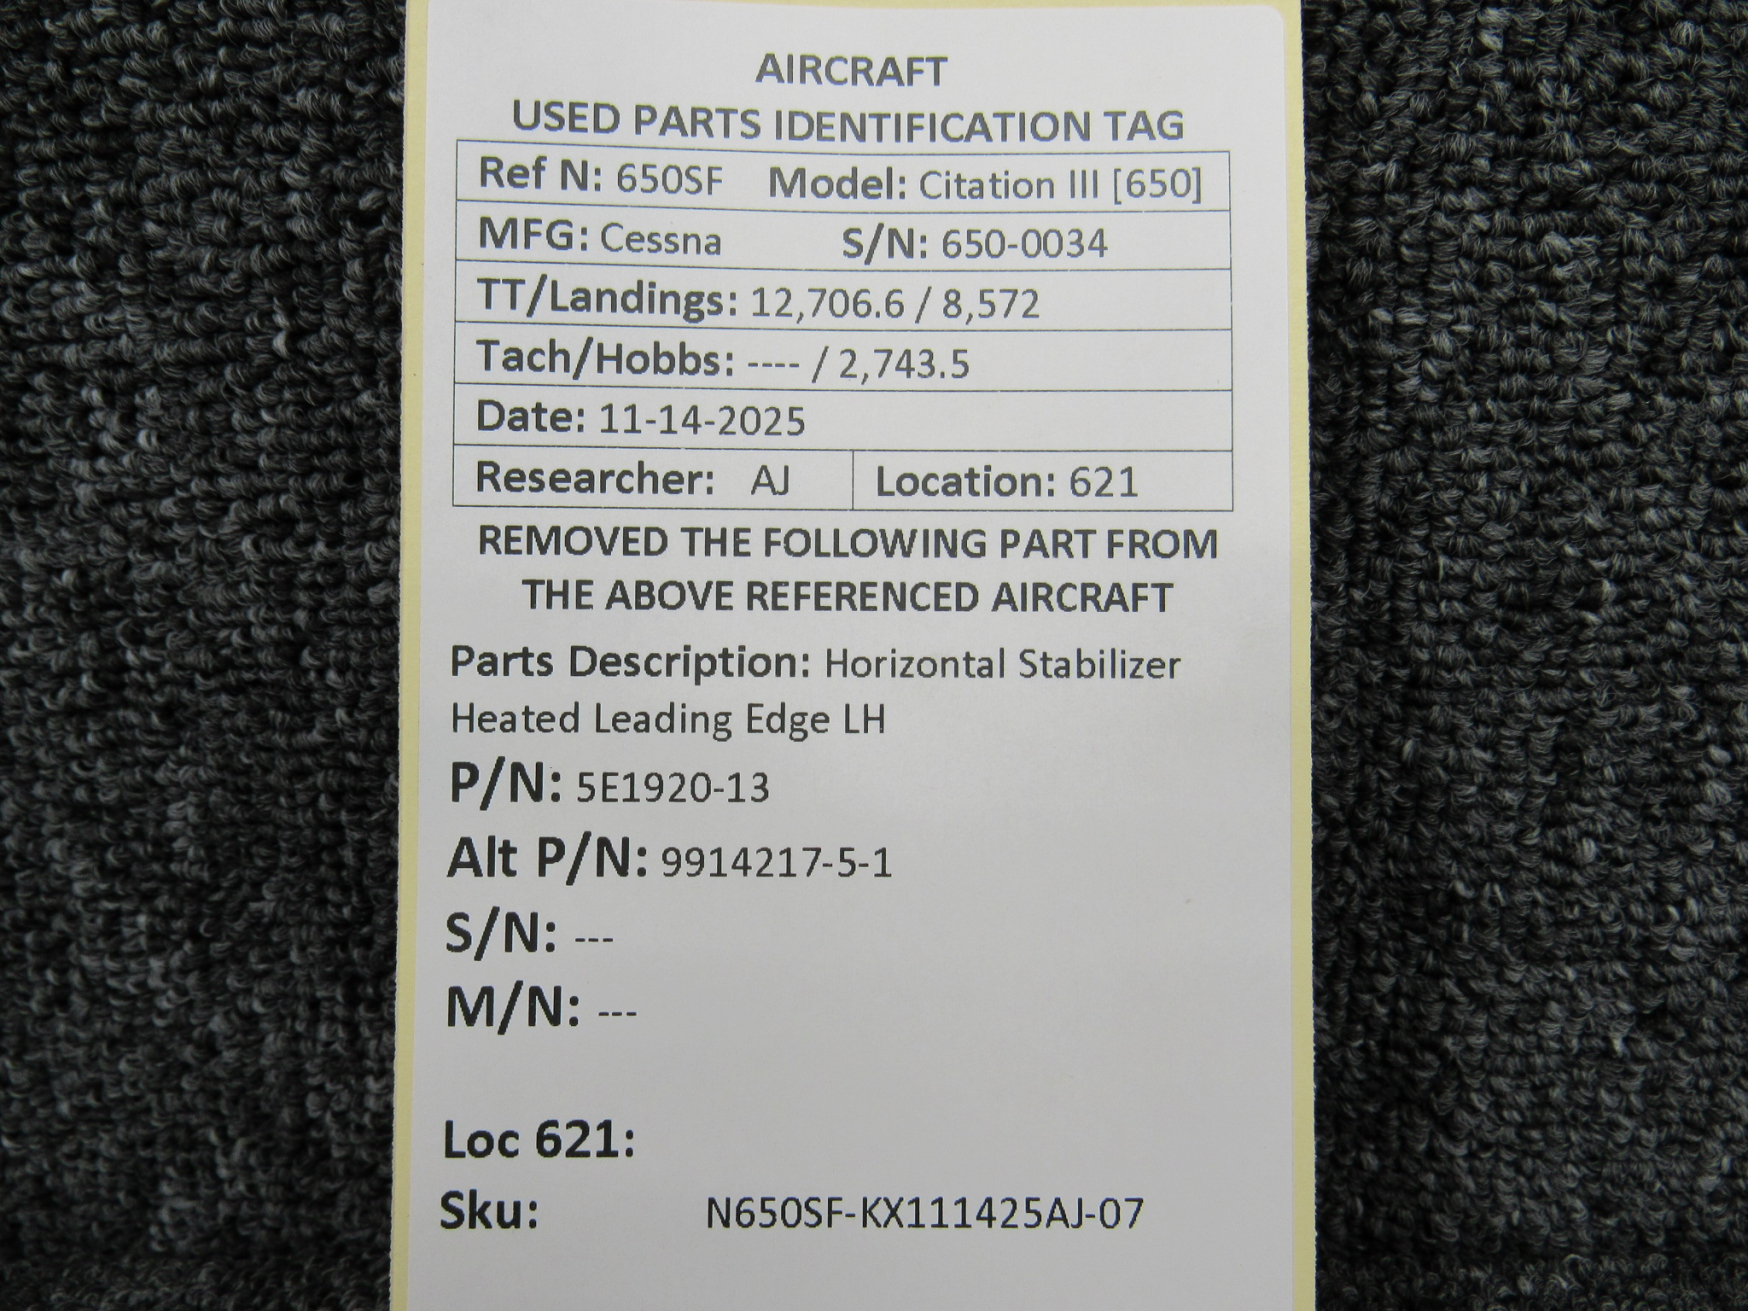 AIRCRAFT
USED PARTS IDENTIFICATION TAG
Ref N: 650SF Model: Citation III [650]
MFG: Cessna S/N: 650-0034
TT/Landings: 12,706.6 / 8,572
Tach/Hobbs: ---- / 2,743.5
Date: 11-14-2025
Researcher: AJ Location: 621
REMOVED THE FOLLOWING PART FROM
THE ABOVE REFERENCED AIRCRAFT
Parts Description: Horizontal Stabilizer
Heated Leading Edge LH
P/N: 5E1920-13
Alt P/N: 9914217-5-1
S/N: ---
M/N: ---
Loc 621:
Sku: N650SF-KX111425AJ-07